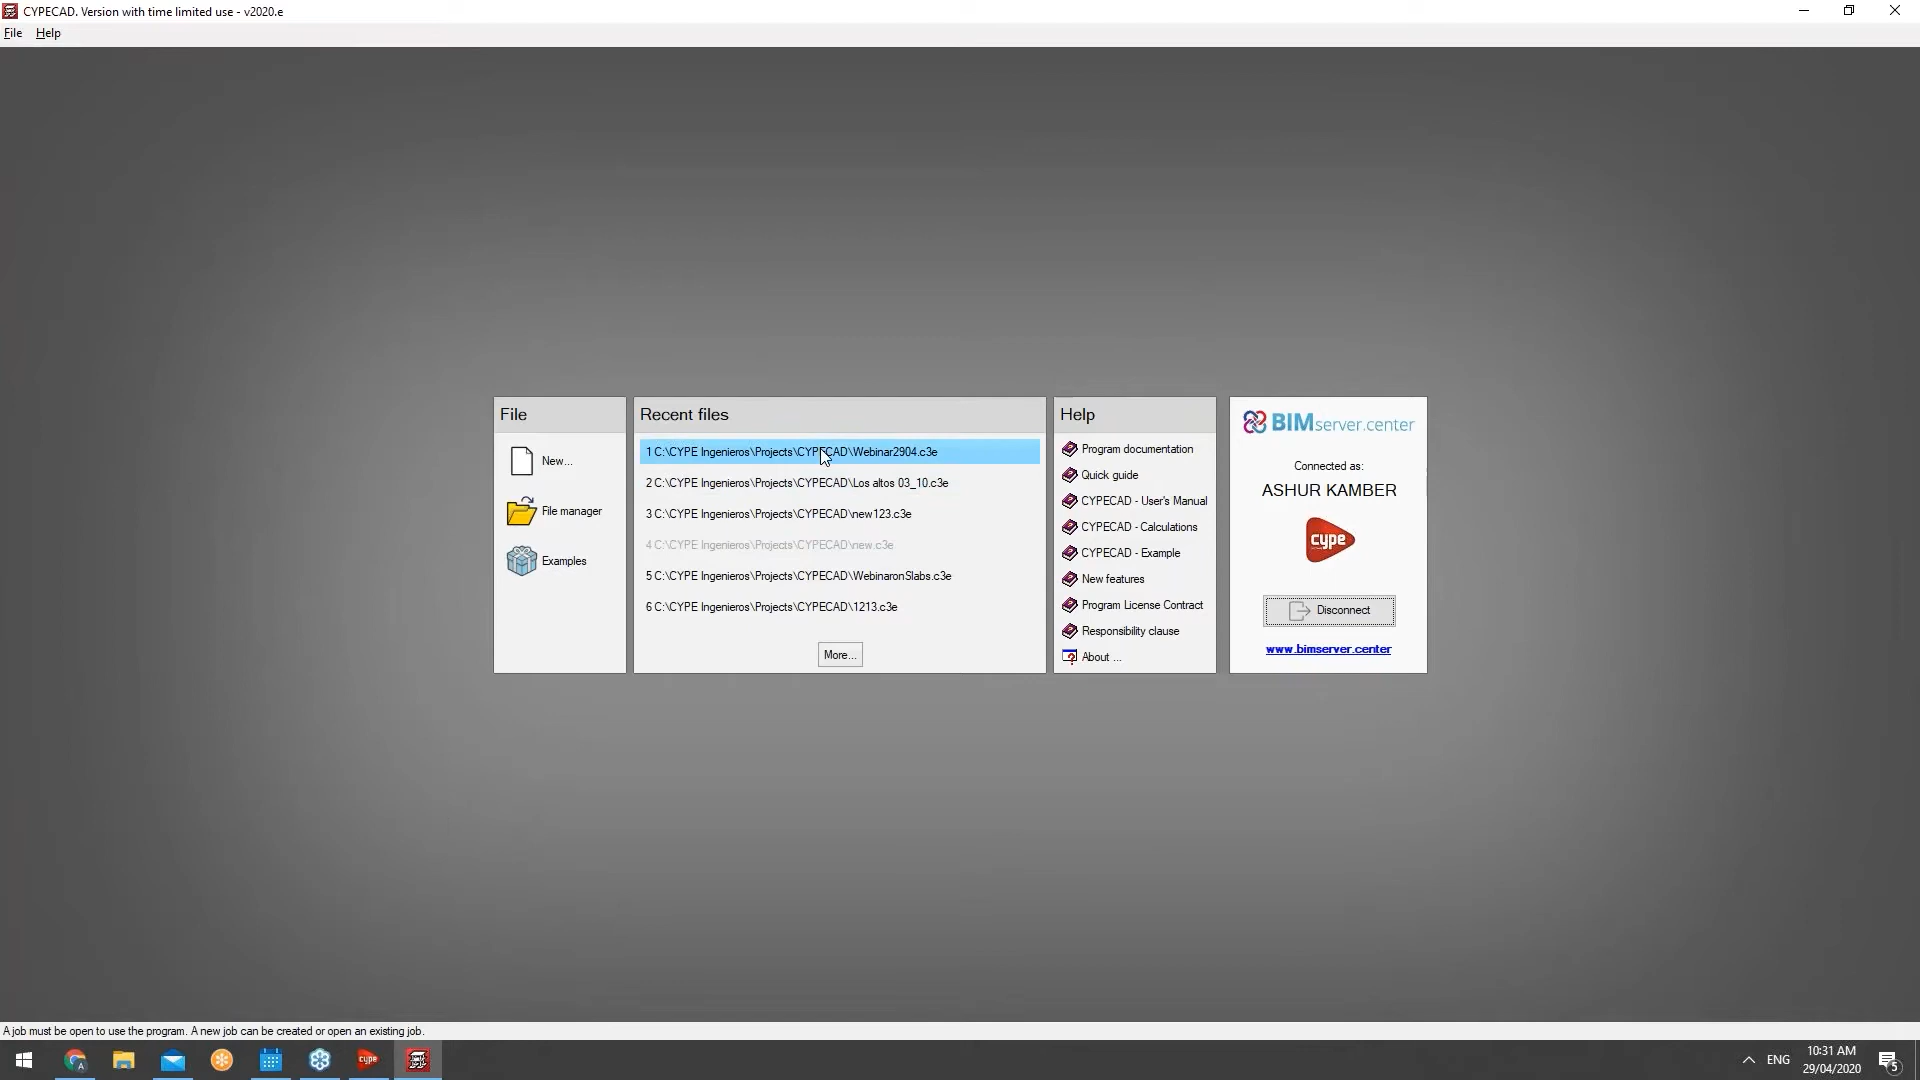 CYPECAD. Version with time limited use - v2020.e
File Help
File
New...
File manager
Examples
Recent files
1 C:\CYPE Ingenieros\Projects\CYPECAD\Webinar2904.c3e
2 C:\CYPE Ingenieros\Projects\CYPECAD\Los altos 03_10.c3e
3 C:\CYPE Ingenieros\Projects\CYPECAD\new123.c3e
4 C:\CYPE Ingenieros\Projects\CYPECAD\new.c3e
5 C:\CYPE Ingenieros\Projects\CYPECAD\WebinaronSlabs.c3e
6 C:\CYPE Ingenieros\Projects\CYPECAD\1213.c3e
More...
Help
Program documentation
Quick guide
CYPECAD - User's Manual
CYPECAD - Calculations
CYPECAD - Example
New features
Program License Contract
Responsibility clause
About ...
BIMserver.center
Connected as:
ASHUR KAMBER
cype
Disconnect
www.bimserver.center
A job must be open to use the program. A new job can be created or open an existing job.
A
cype
ENG
10:31 AM
29/04/2020
5